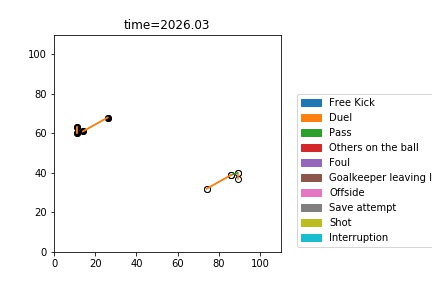 time=2026.03
100
80
60
40
20
0
0 20 40 60 80 100
Free Kick
Duel
Pass
Others on the ball
Foul
Goalkeeper leaving l
Offside
Save attempt
Shot
Interruption